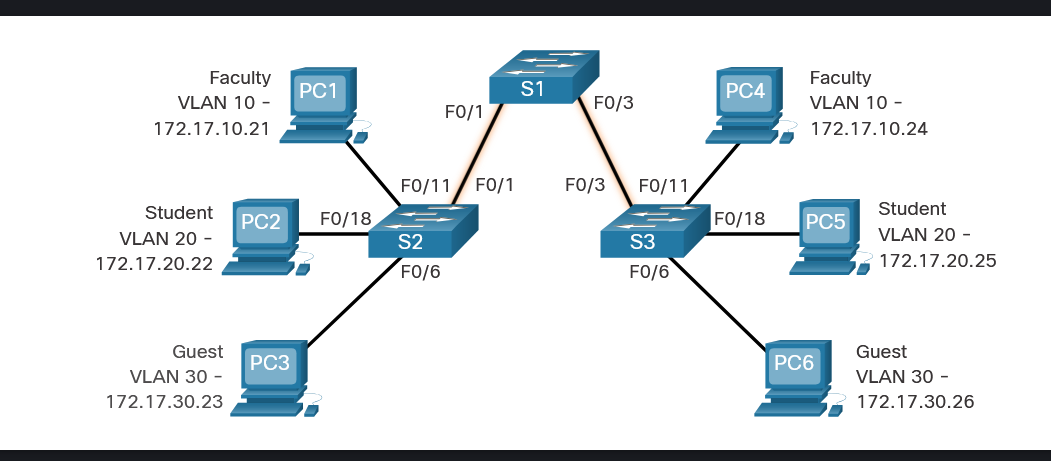 S1
F0/1
F0/3
Faculty
VLAN 10 -
172.17.10.21
PC1
PC4
Faculty
VLAN 10 -
172.17.10.24
F0/11
F0/1
F0/3
F0/11
Student
VLAN 20 -
172.17.20.22
PC2
F0/18
S2
F0/6
S3
F0/6
F0/18
PC5
Student
VLAN 20 -
172.17.20.25
Guest
VLAN 30 -
172.17.30.23
PC3
PC6
Guest
VLAN 30 -
172.17.30.26